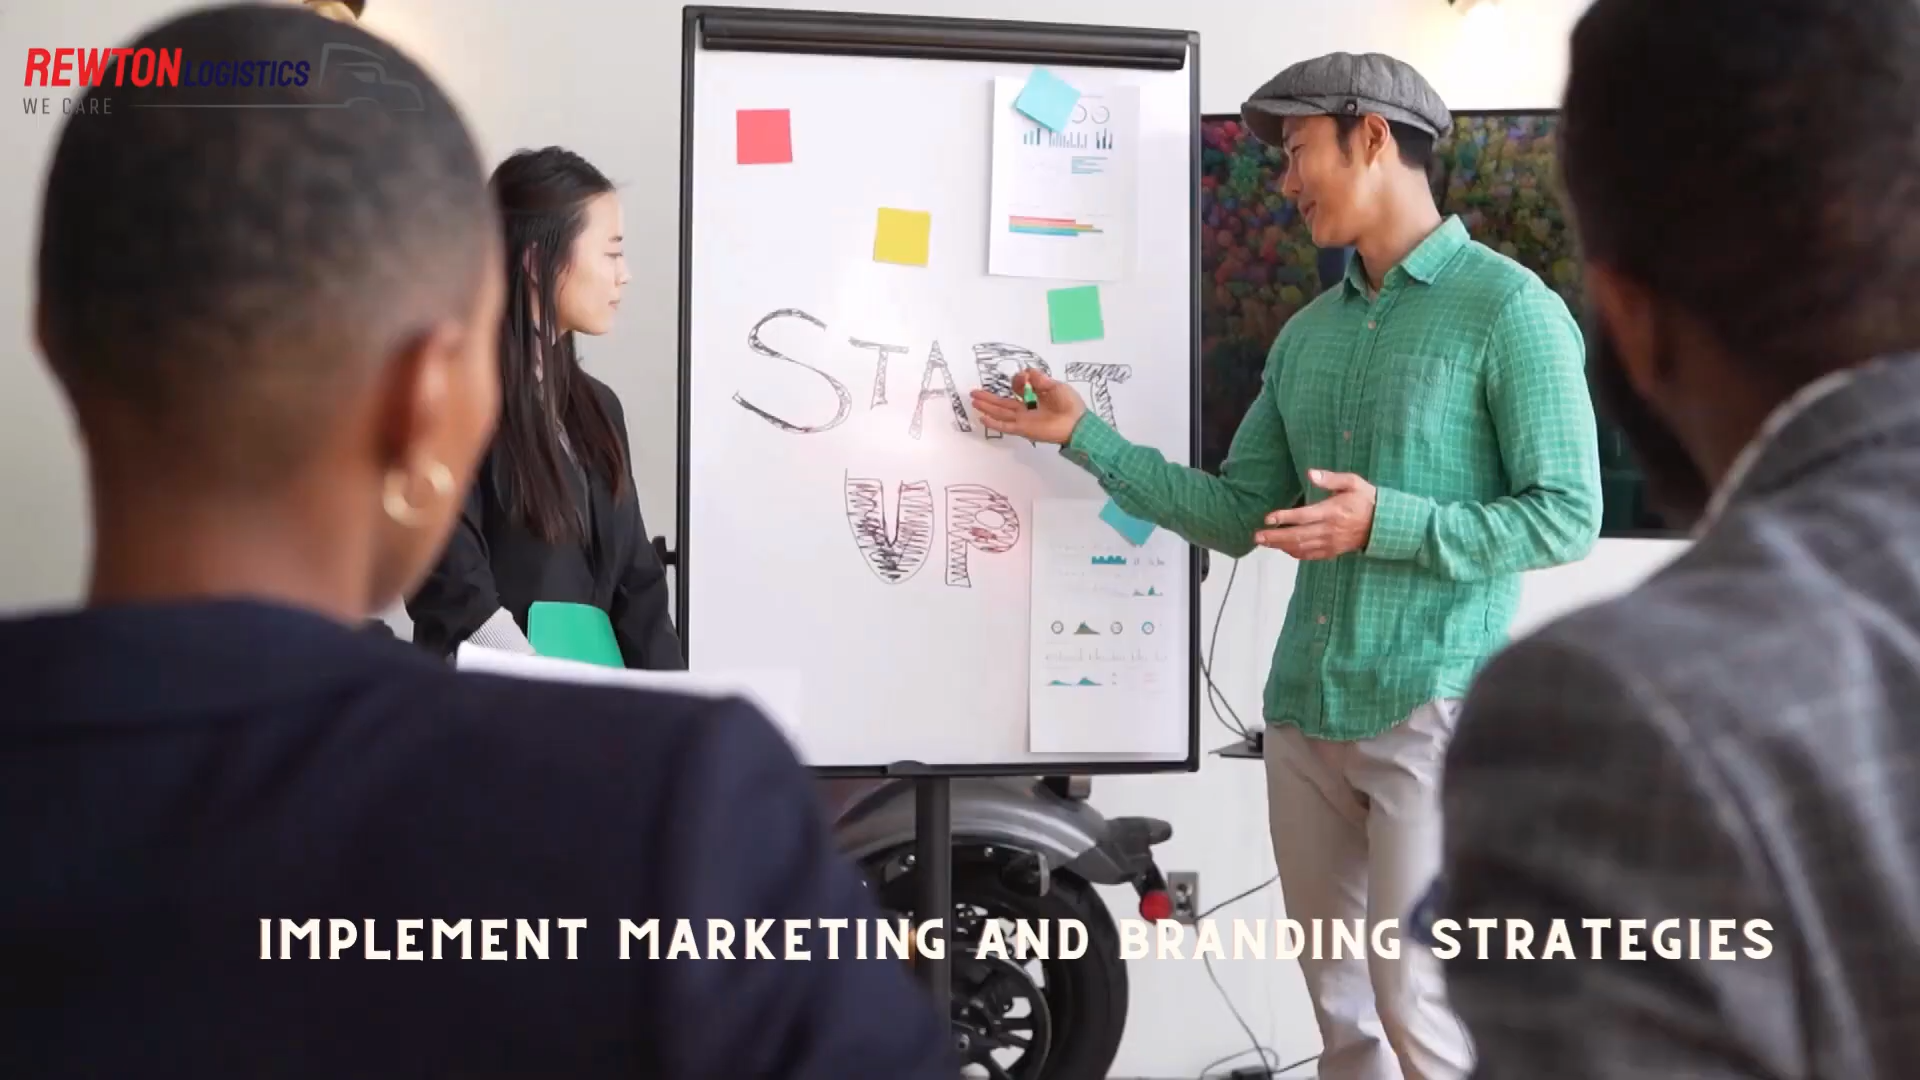 REWTON LOGISTICS
WE CARE
START
UP
IMPLEMENT MARKETING AND BRANDING STRATEGIES